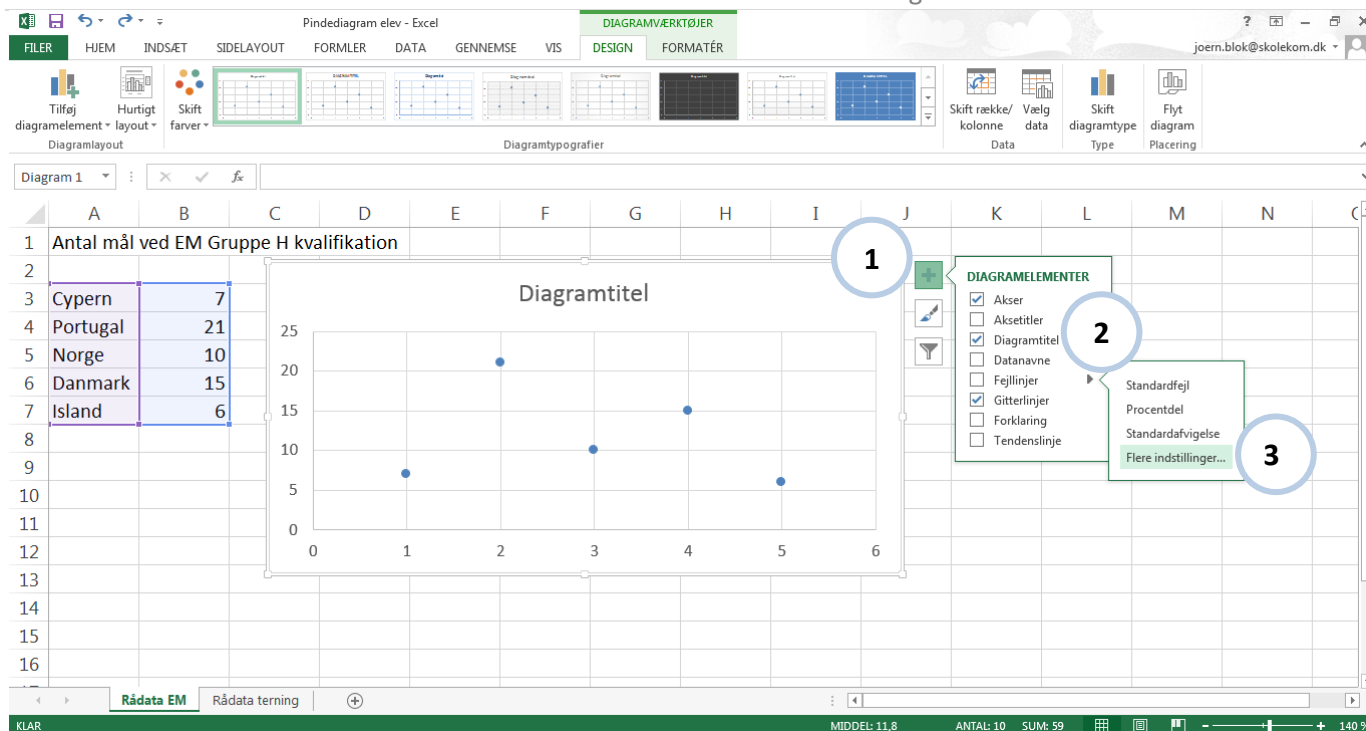 Pindediagram elev - Excel
DIAGRAMVÆRKTØJER
?
FILER HJEM INDSÆT SIDELAYOUT FORMLER DATA GENNEMSE VIS DESIGN FORMATÉR
joern.blok@skolekom.dk
Tilføj diagramelement
Hurtigt layout
Skift farver
Skift række/ kolonne
Vælg data
Skift diagramtype
Flyt diagram
Diagramlayout
Diagramtypografier
Data
Type
Placering
Diagram 1
fx
A B C D E F G H I J K L M N
1 Antal mål ved EM Gruppe H kvalifikation
2
3 Cypern 7
4 Portugal 21
5 Norge 10
6 Danmark 15
7 Island 6
8
9
10
11
12
13
14
15
16
Diagramtitel
25
20
15
10
5
0
0 1 2 3 4 5 6
1
DIAGRAMELEMENTER
Akser
Aksetitler
Diagramtitel
Datanavne
Fejllinjer
Gitterlinjer
Forklaring
Tendenslinje
2
Standardfejl
Procentdel
Standardafvigelse
Flere indstillinger...
3
Rådata EM Rådata terning
KLAR
MIDDEL: 11,8 ANTAL: 10 SUM: 59
140 %